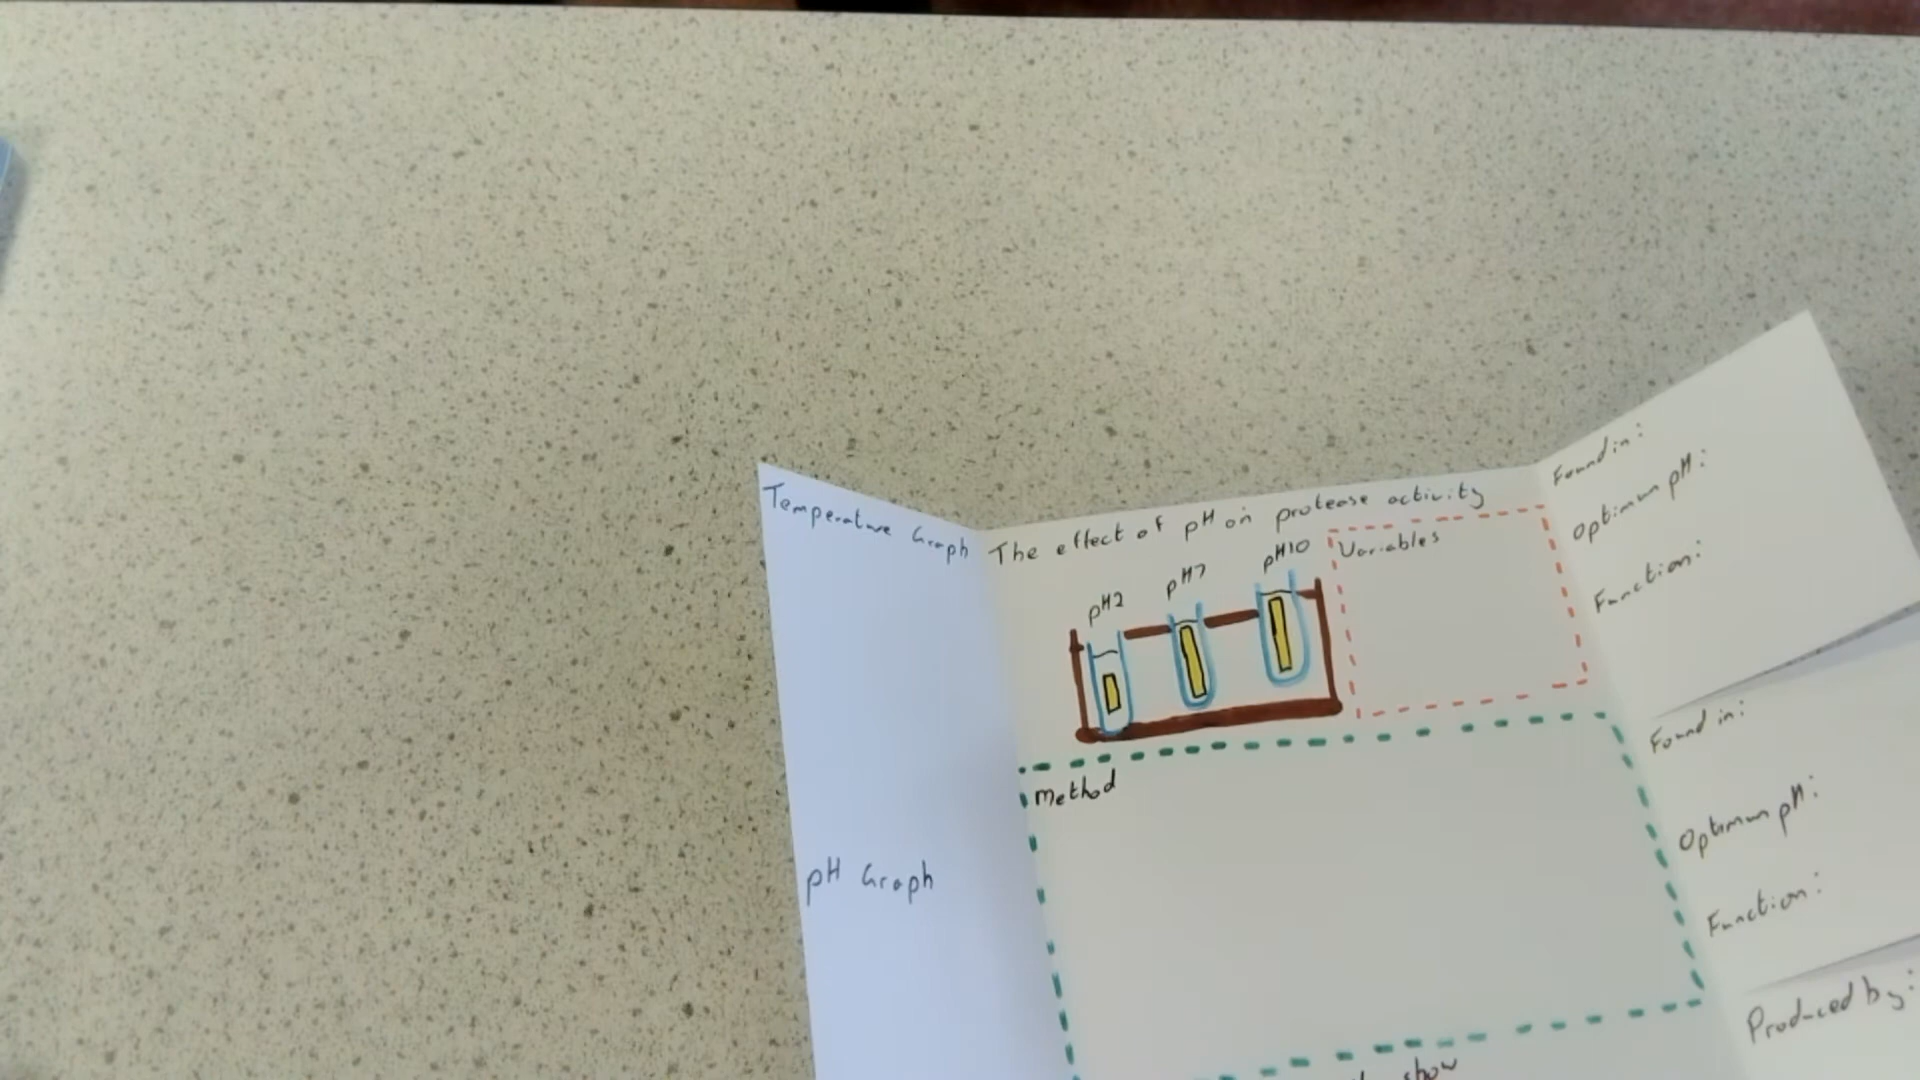 Temperature Graph
pH Graph
The effect of pH on protease activity
pH2
pH7
pH10
Variables
Method
show
Found in:
Optimum pH:
Function:
Found in:
Optimum pH:
Function:
Produced by: